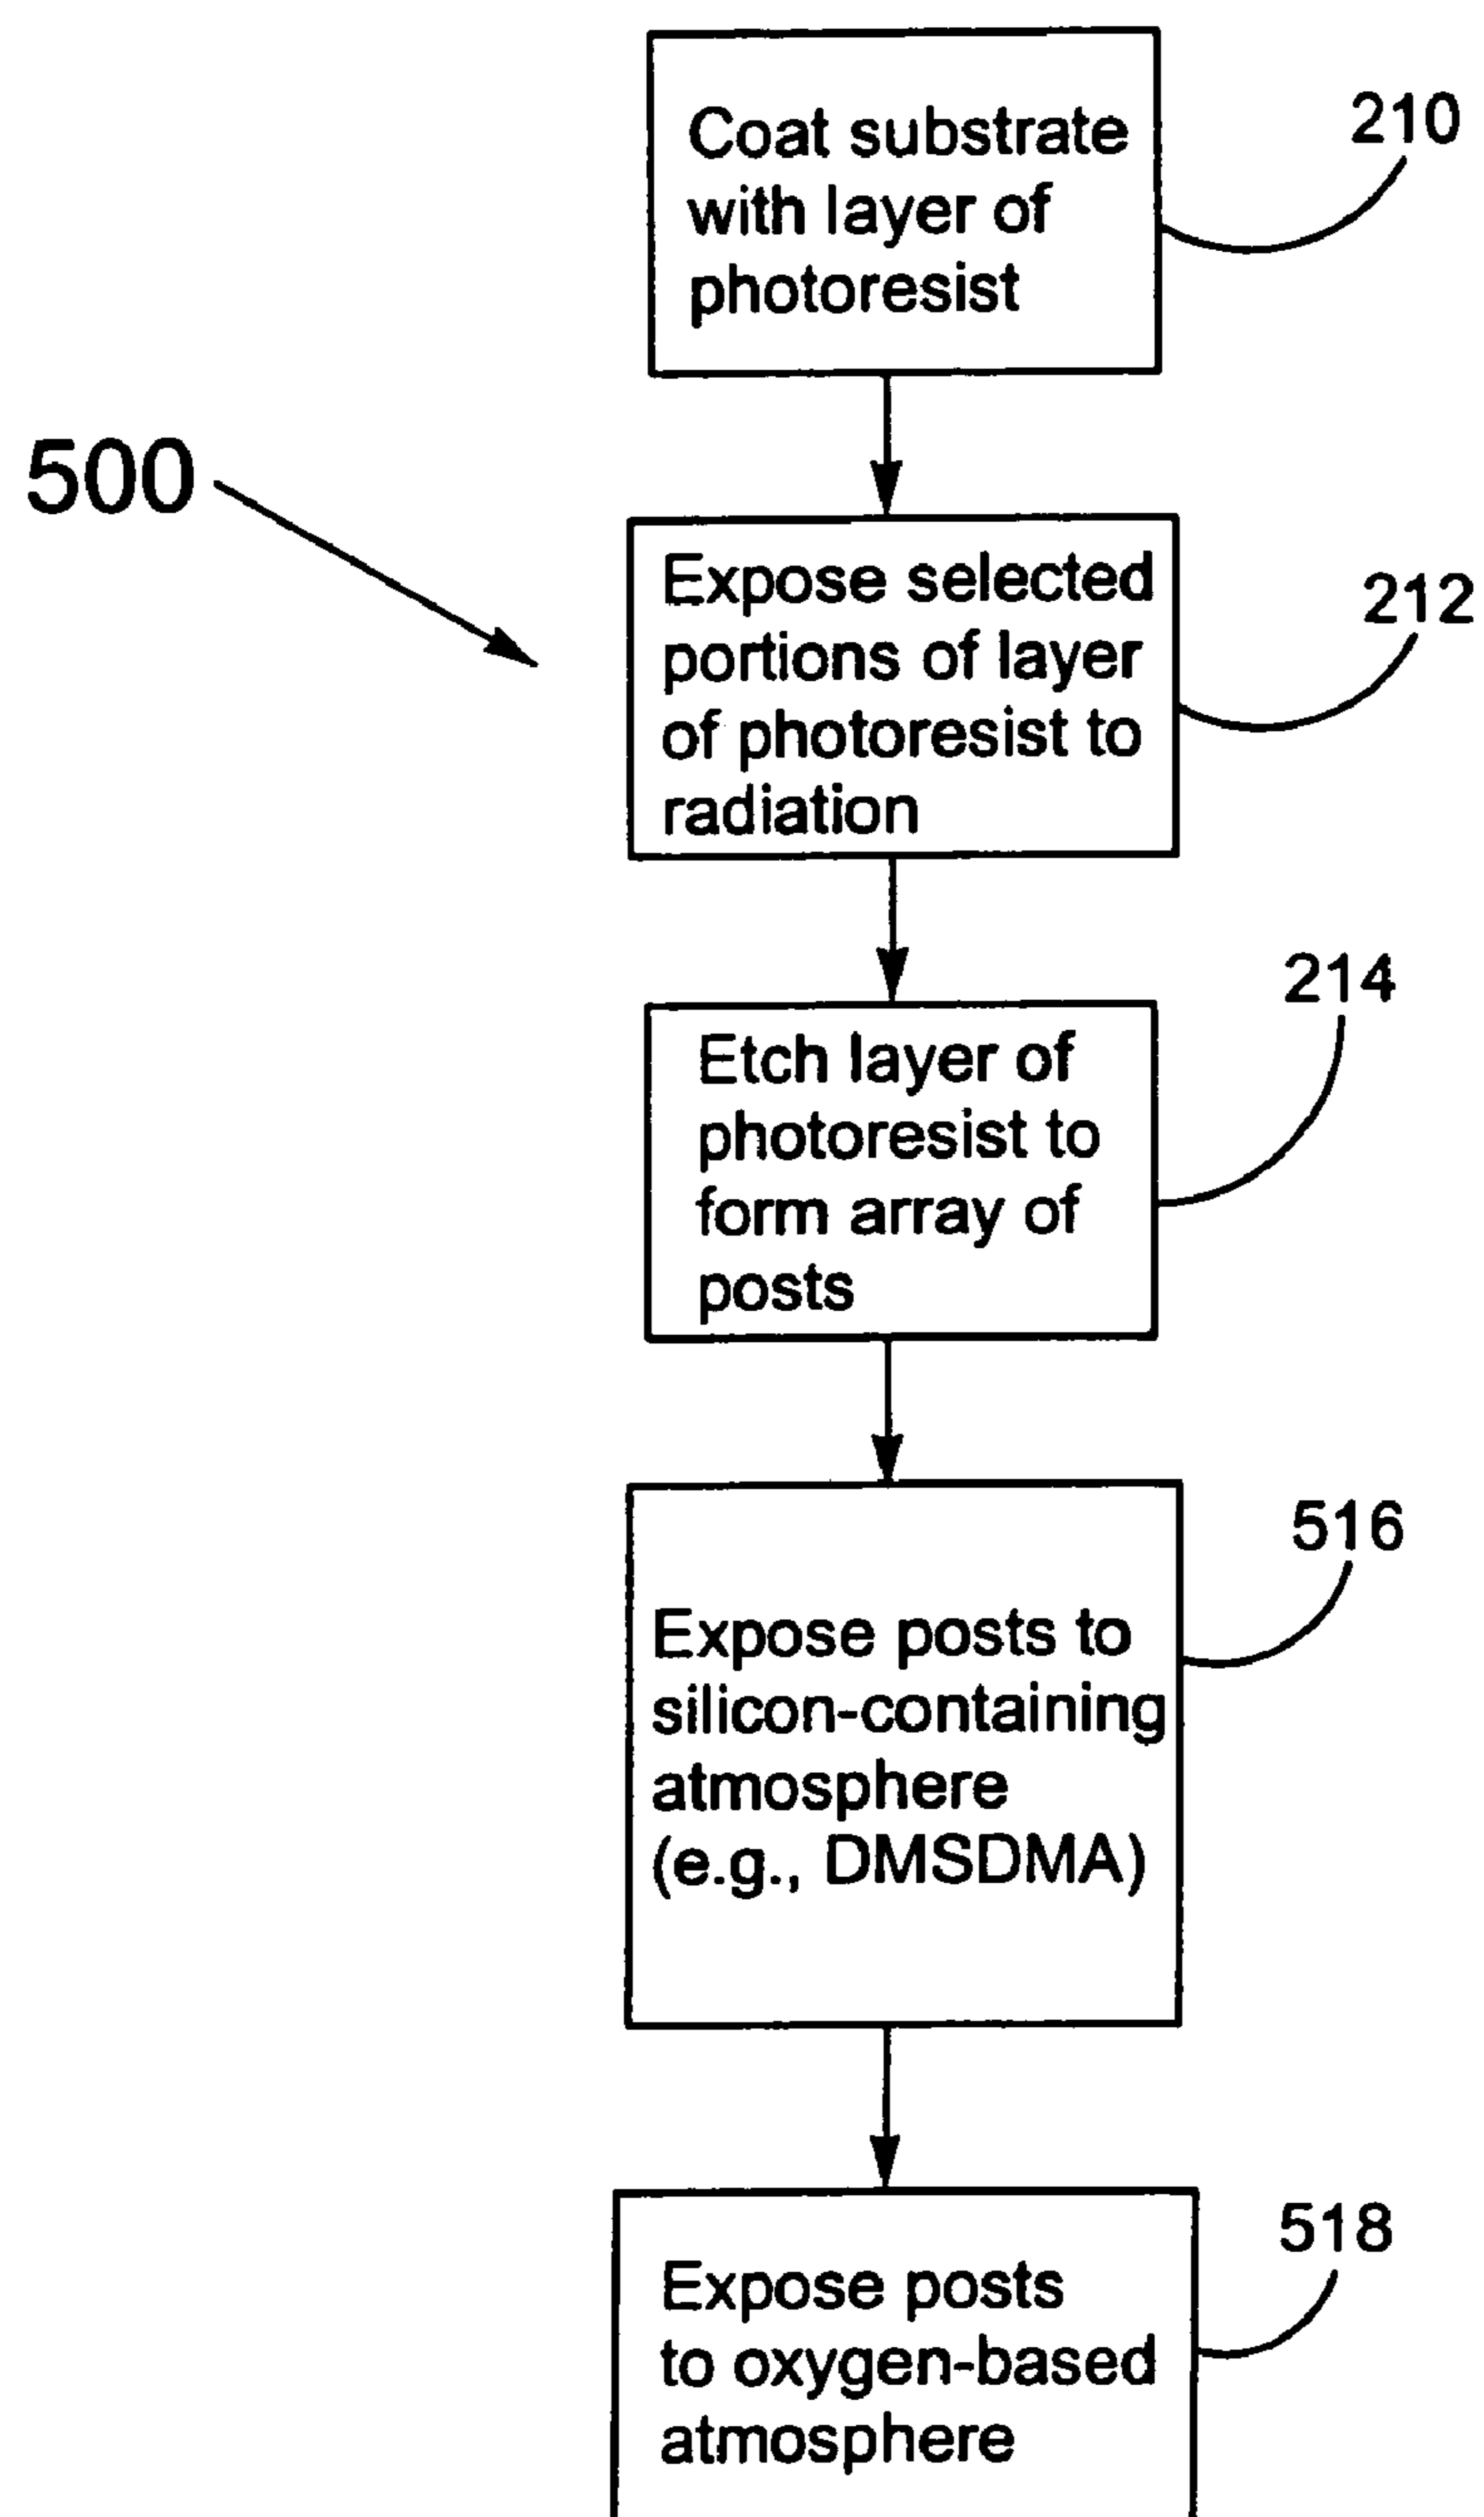 Coat substrate
with layer of
photoresist
210
500
Expose selected
portions of layer
of photoresist to
radiation
212
Etch layer of
photoresist to
form array of
posts
214
Expose posts to
silicon-containing
atmosphere
(e.g., DMSDMA)
516
Expose posts
to oxygen-based
atmosphere
518